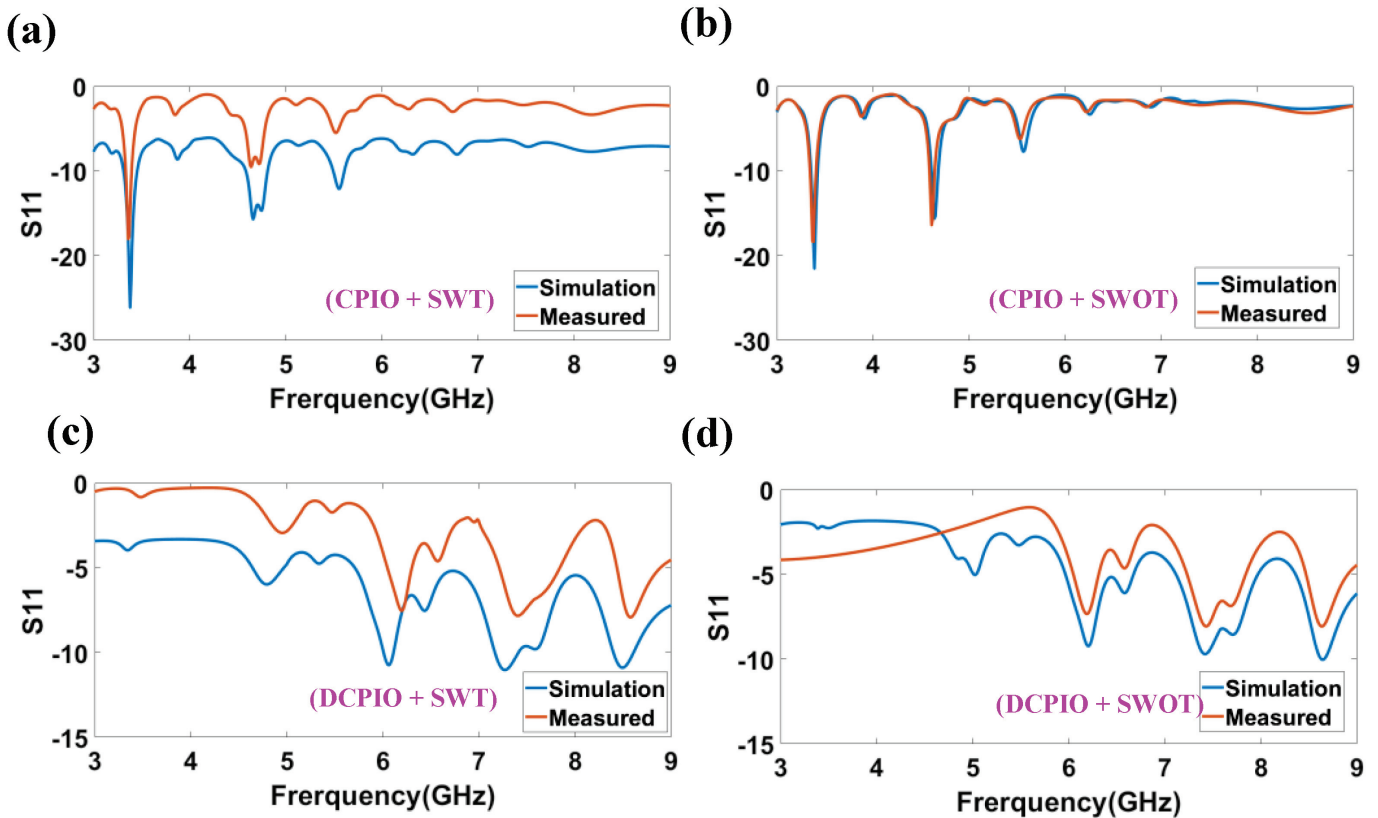 (a)
0
-10
-20
-30
S11
3 4 5 6 7 8 9
Frerquency(GHz)
(CPIO + SWT)
Simulation
Measured
(b)
0
-10
-20
-30
S11
3 4 5 6 7 8 9
Frerquency(GHz)
(CPIO + SWOT)
Simulation
Measured
(c)
0
-5
-10
-15
S11
3 4 5 6 7 8 9
Frerquency(GHz)
(DCPIO + SWT)
Simulation
Measured
(d)
0
-5
-10
-15
S11
3 4 5 6 7 8 9
Frerquency(GHz)
(DCPIO + SWOT)
Simulation
Measured